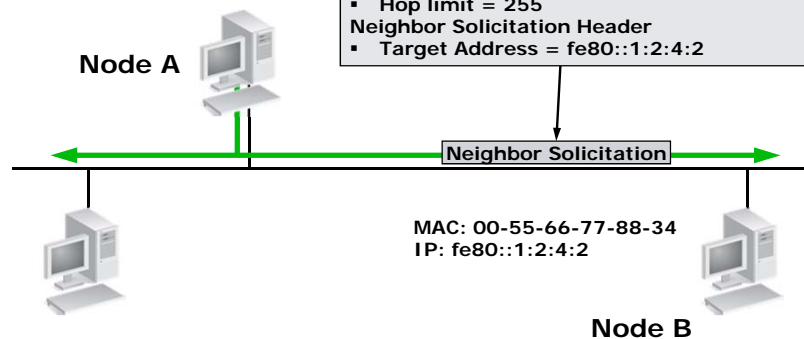 ▪ Hop limit = 255
Neighbor Solicitation Header
▪ Target Address = fe80::1:2:4:2
Node A
Neighbor Solicitation
MAC: 00-55-66-77-88-34
IP: fe80::1:2:4:2
Node B